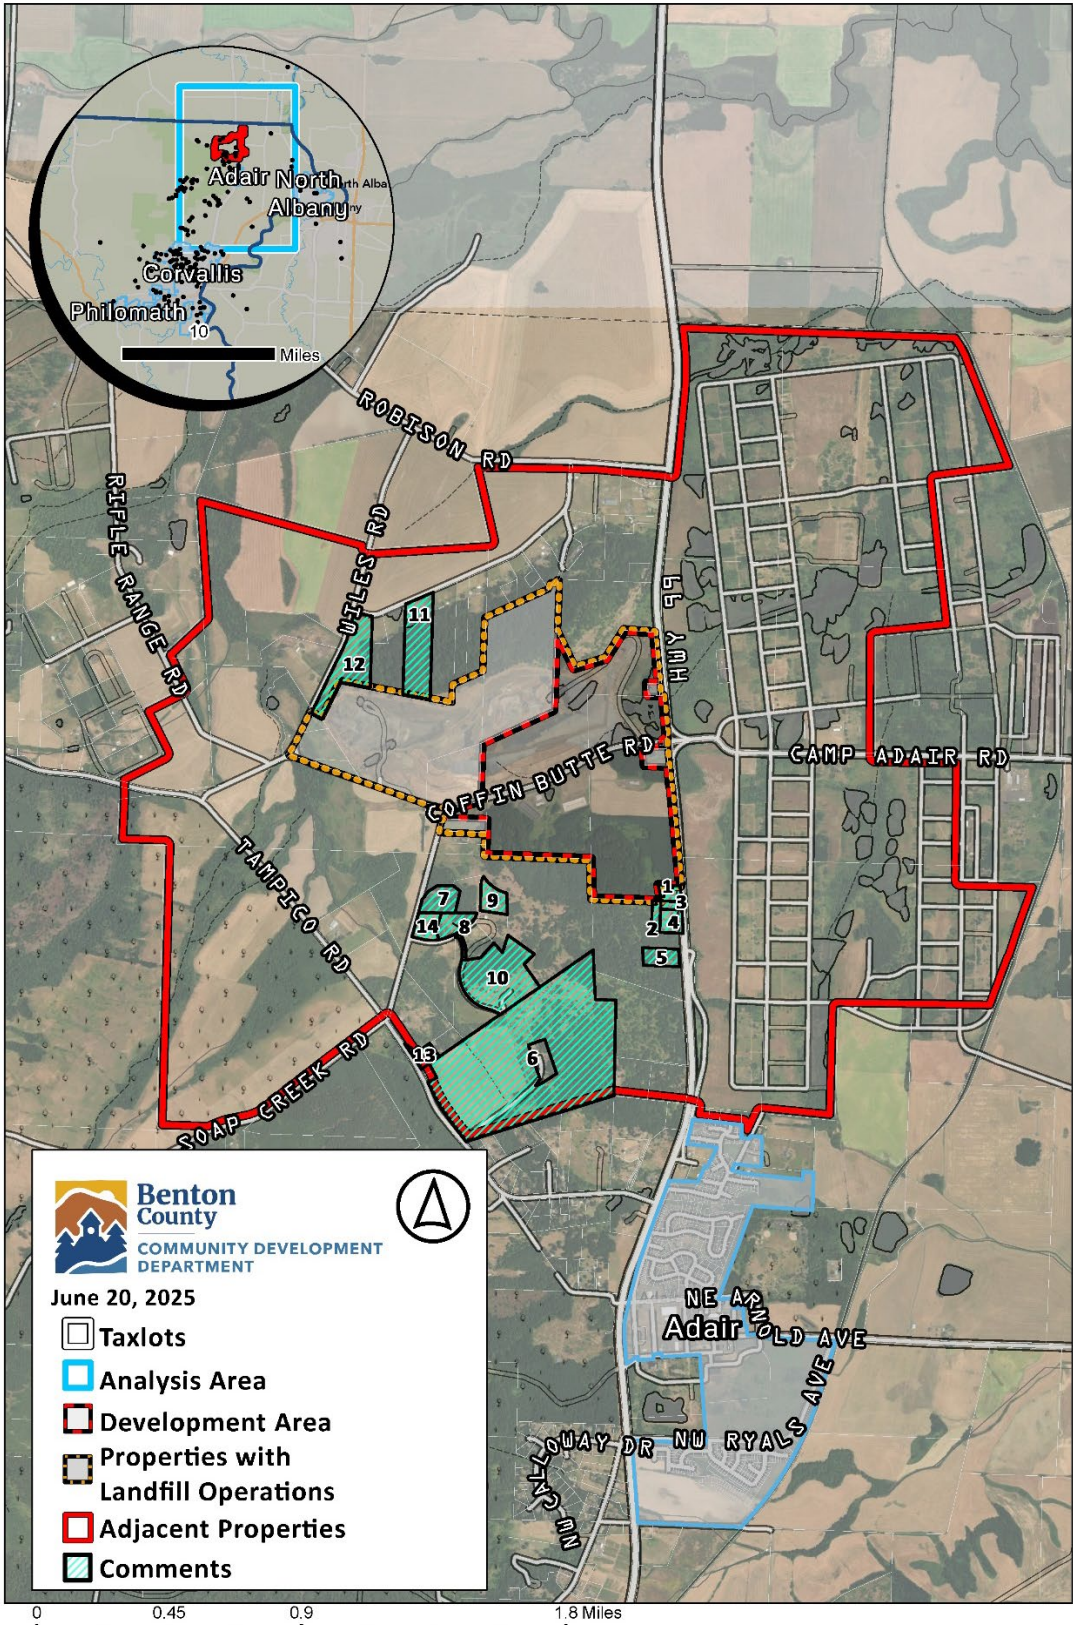 Adair
North
rth Alba
Albany
ny
Corvallis
Philomath
10
Miles
ROBISON RD
RIFLE RANGE RD
WILES RD
HWY 99
11
12
COFFIN BUTTE RD
CAMP ADAIR RD
TAMPICO RD
1
3
7
9
14
8
2
4
5
10
13
6
SOAP CREEK RD
Benton
County
COMMUNITY DEVELOPMENT
DEPARTMENT
June 20, 2025
Taxlots
Analysis Area
Development Area
Properties with
Landfill Operations
Adjacent Properties
Comments
NE ARNOLD AVE
Adair
NW RYALS AVE
NW CALLOWAY DR
0 0.45 0.9 1.8 Miles